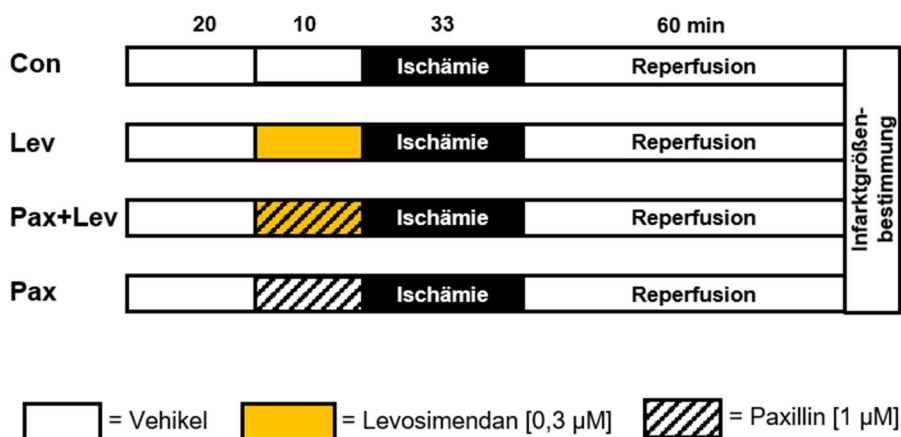 20 10 33 60 min
Con Ischämie Reperfusion
Lev Ischämie Reperfusion
Pax+Lev Ischämie Reperfusion
Pax Ischämie Reperfusion
Infarktgrößen-
bestimmung
= Vehikel = Levosimendan [0,3 µM] = Paxillin [1 µM]